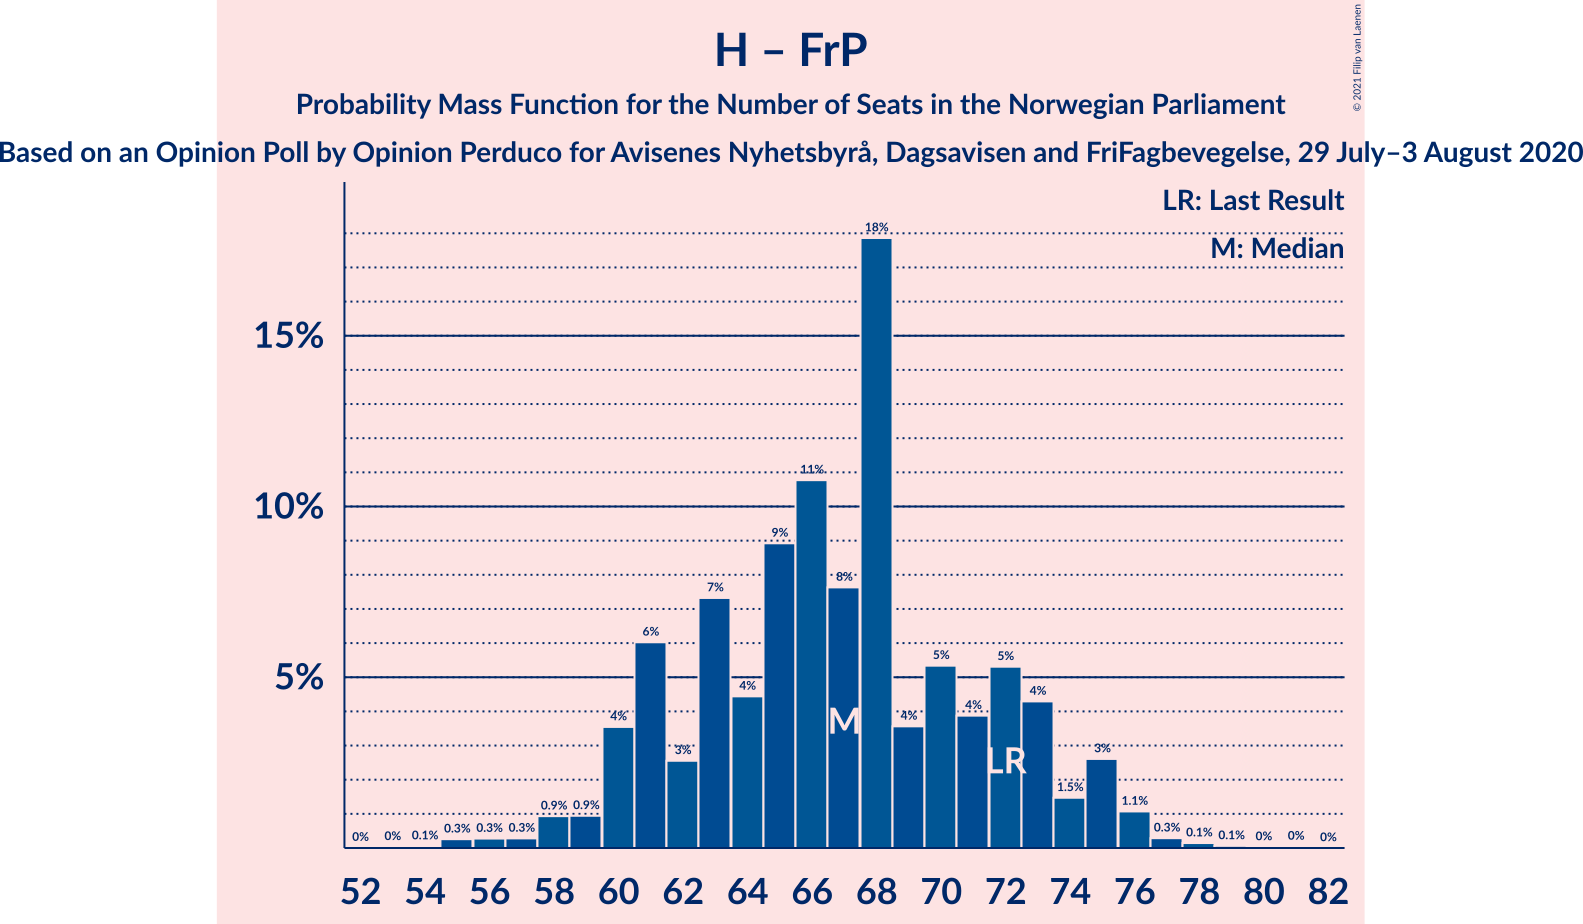 H – FrP
Probability Mass Function for the Number of Seats in the Norwegian Parliament
Based on an Opinion Poll by Opinion Perduco for Avisenes Nyhetsbyrå, Dagsavisen and FriFagbevegelse, 29 July–3 August 2020
© 2021 Filip van Laenen
LR: Last Result
M: Median
15%
10%
5%
0% 0% 0.1% 0.3% 0.3% 0.3% 0.9% 0.9% 4% 6% 3% 7% 4% 9% 11% 8% 18% 4% 5% 4% 5% 4% 1.5% 3% 1.1% 0.3% 0.1% 0.1% 0% 0% 0%
M
LR
52 54 56 58 60 62 64 66 68 70 72 74 76 78 80 82